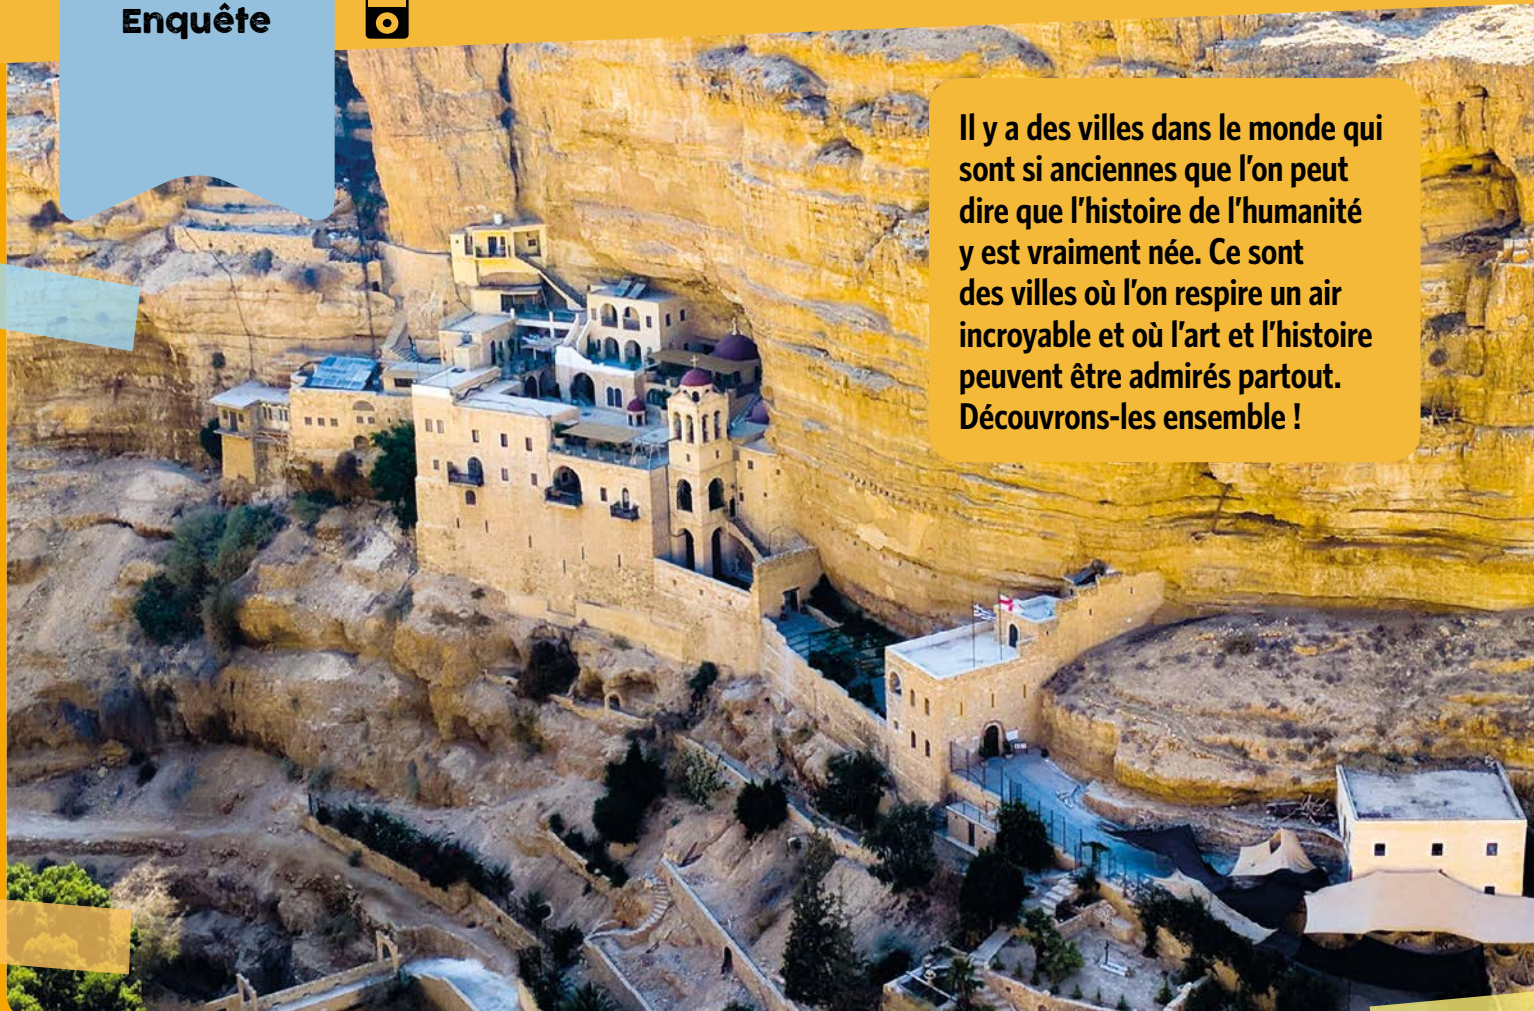 Enquête
Il y a des villes dans le monde qui
sont si anciennes que l’on peut
dire que l’histoire de l’humanité
y est vraiment née. Ce sont
des villes où l’on respire un air
incroyable et où l’art et l’histoire
peuvent être admirés partout.
Découvrons-les ensemble !